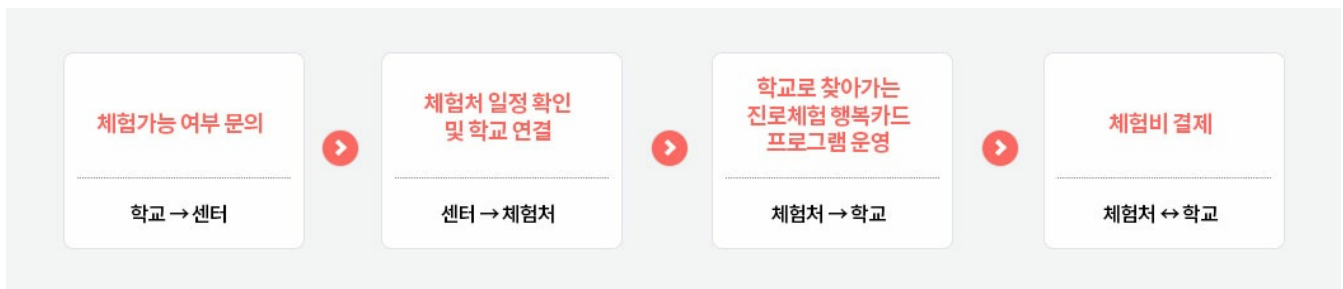 체험가능 여부 문의
학교 → 센터
체험처 일정 확인
및 학교 연결
센터 → 체험처
학교로 찾아가는
진로체험 행복카드
프로그램 운영
체험처 → 학교
체험비 결제
체험처 ↔ 학교